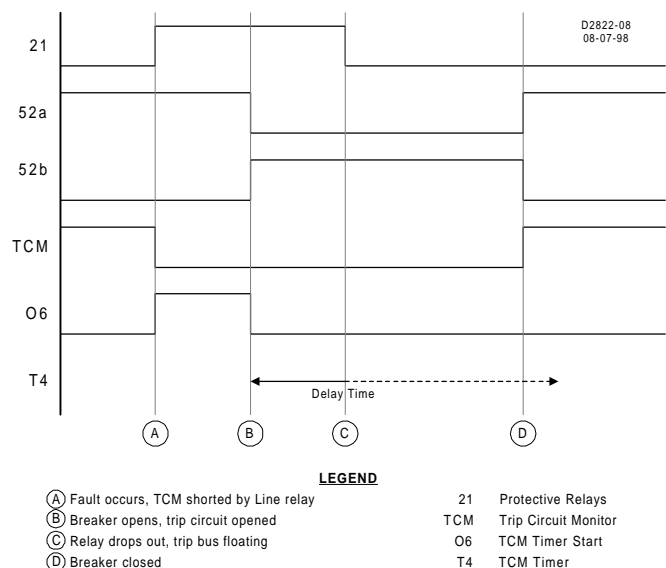 D2822-08
08-07-98
21
52a
52b
TCM
O6
T4
Delay Time
A B C D
LEGEND
A Fault occurs, TCM shorted by Line relay
B Breaker opens, trip circuit opened
C Relay drops out, trip bus floating
D Breaker closed
21 Protective Relays
TCM Trip Circuit Monitor
O6 TCM Timer Start
T4 TCM Timer